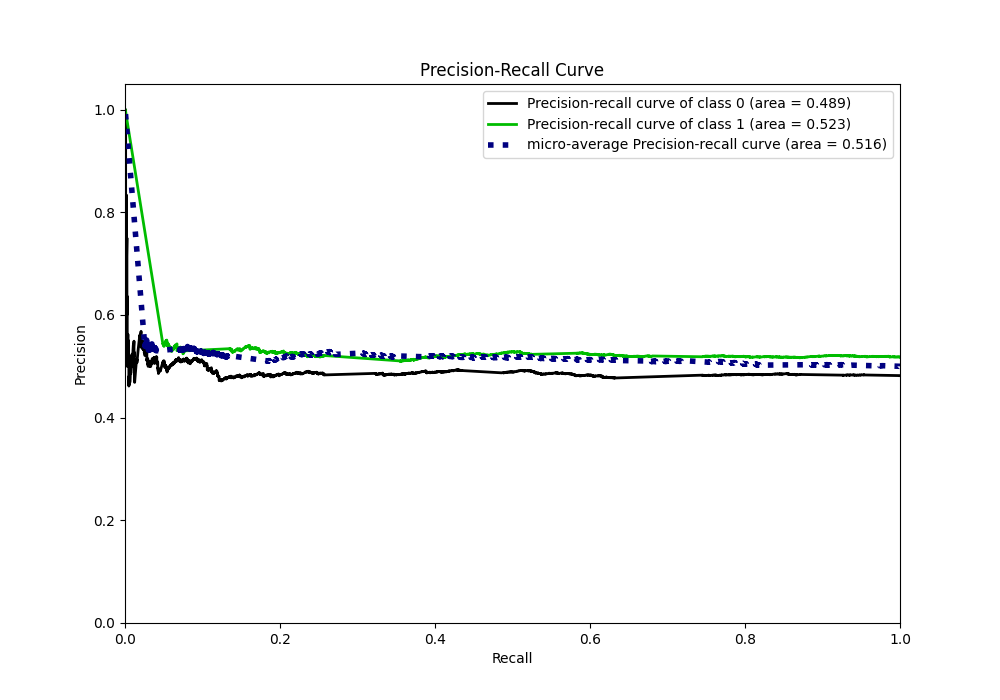 Precision-Recall Curve
Precision-recall curve of class 0 (area = 0.489)
Precision-recall curve of class 1 (area = 0.523)
micro-average Precision-recall curve (area = 0.516)
1.0
0.8
0.6
0.4
0.2
0.0
Precision
0.0 0.2 0.4 0.6 0.8 1.0
Recall